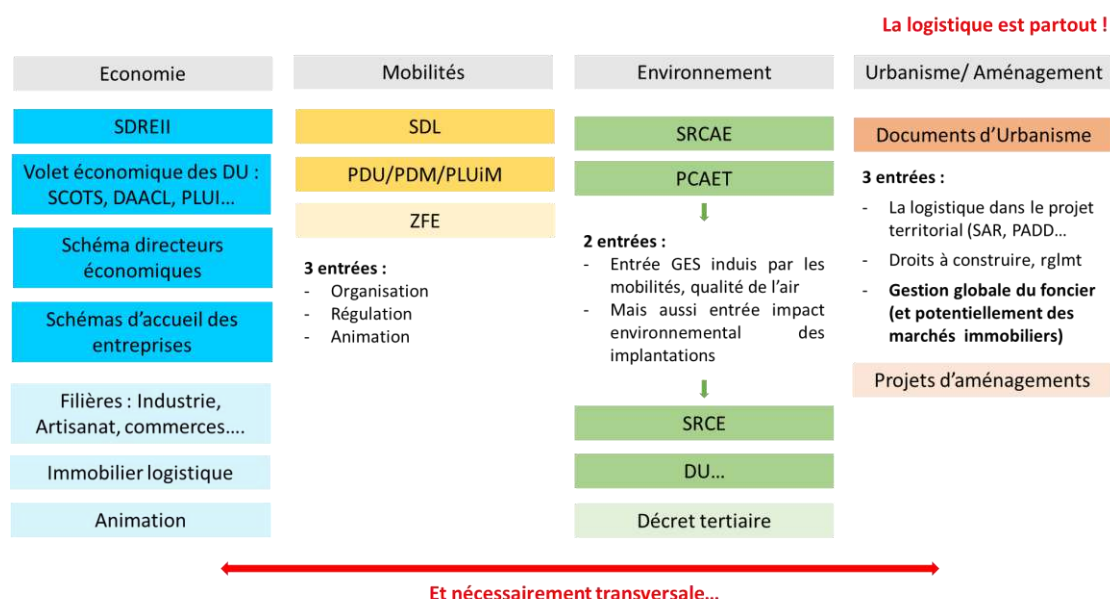 La logistique est partout !
Economie
SDREII
Volet économique des DU :
SCOTS, DAACL, PLUI...
Schéma directeurs
économiques
Schémas d'accueil des
entreprises
Filières : Industrie,
Artisanat, commerces....
Immobilier logistique
Animation
Mobilités
SDL
PDU/PDM/PLUiM
ZFE
3 entrées :
- Organisation
- Régulation
- Animation
Environnement
SRCAE
PCAET
2 entrées :
- Entrée GES induis par les
mobilités, qualité de l'air
- Mais aussi entrée impact
environnemental des
implantations
SRCE
DU...
Décret tertiaire
Urbanisme/ Aménagement
Documents d'Urbanisme
3 entrées :
- La logistique dans le projet
territorial (SAR, PADD...
- Droits à construire, rglmt
- Gestion globale du foncier
(et potentiellement des
marchés immobiliers)
Projets d'aménagements
Et nécessairement transversale...